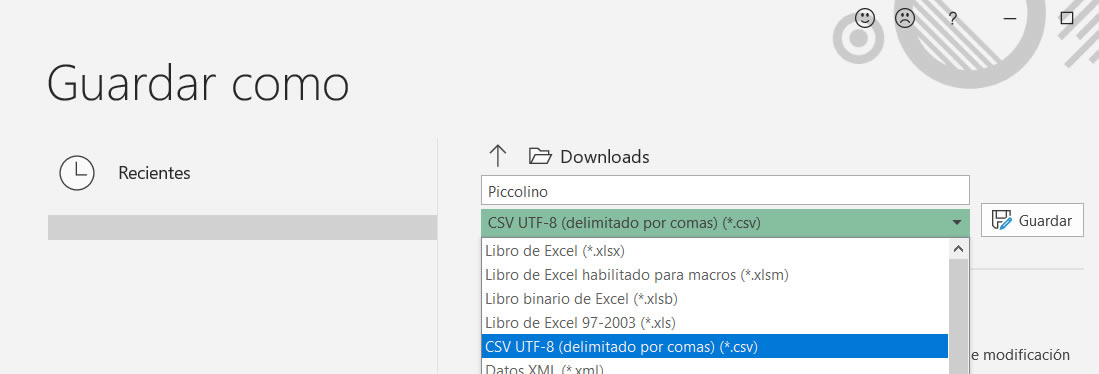 ?
Guardar como
Recientes
Downloads
Piccolino
CSV UTF-8 (delimitado por comas) (*.csv)
Guardar
Libro de Excel (*.xlsx)
Libro de Excel habilitado para macros (*.xlsm)
Libro binario de Excel (*.xlsb)
Libro de Excel 97-2003 (*.xls)
CSV UTF-8 (delimitado por comas) (*.csv)
e modificación
Datos XML (*.xml)